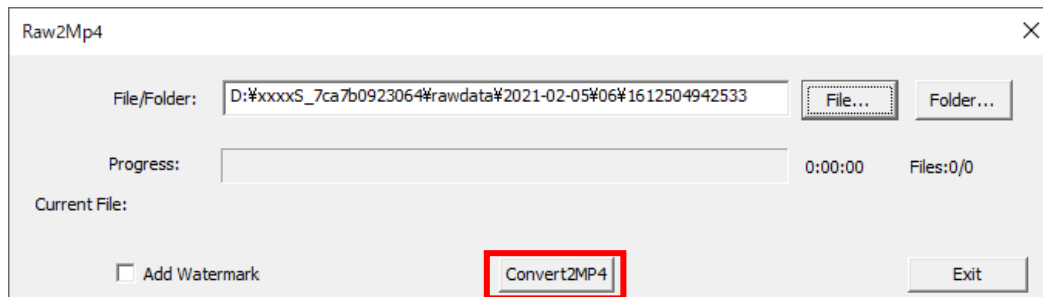 Raw2Mp4
File/Folder: D:¥xxxxS_7ca7b0923064¥rawdata¥2021-02-05¥06¥1612504942533 File... Folder...
Progress: 0:00:00 Files:0/0
Current File:
Add Watermark Convert2MP4 Exit